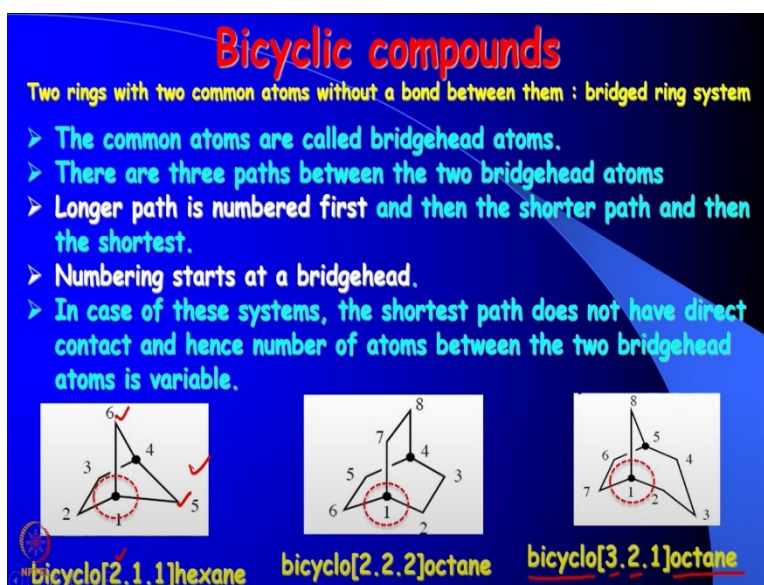 Bicyclic compounds
Two rings with two common atoms without a bond between them : bridged ring system
➢ The common atoms are called bridgehead atoms.
➢ There are three paths between the two bridgehead atoms
➢ Longer path is numbered first and then the shorter path and then
the shortest.
➢ Numbering starts at a bridgehead.
➢ In case of these systems, the shortest path does not have direct
contact and hence number of atoms between the two bridgehead
atoms is variable.
6 4 3 2 1 5
8 7 4 5 3 6 1 2
8 5 6 4 7 1 2 3
NPTEL
bicyclo[2.1.1]hexane
bicyclo[2.2.2]octane
bicyclo[3.2.1]octane